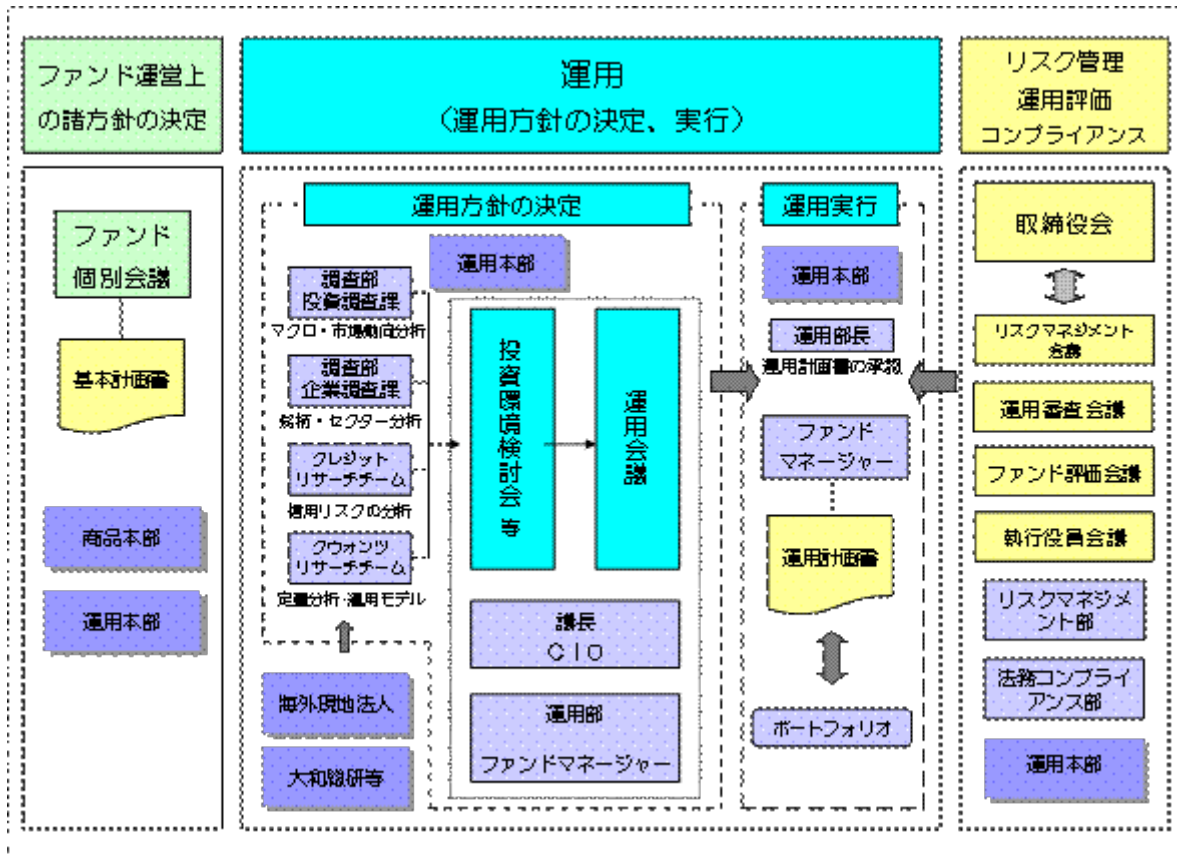 ファンド運営上
の諸方針の決定
運用
(運用方針の決定、実行)
リスク管理
運用評価
コンプライアンス
ファンド
個別会議
基本計画書
商品本部
運用本部
運用方針の決定
運用本部
調査部
投資調査課
マクロ・市場動向分析
調査部
企業調査課
銘柄・セクター分析
クレジット
リサーチチーム
信用リスクの分析
クウォンツ
リサーチチーム
定量分析・運用モデル
海外現地法人
大和総研等
投資環境検討会 等
運用会議
議長
CIO
運用部
ファンドマネージャー
運用実行
運用本部
運用部長
運用計画書の承認
ファンド
マネージャー
運用計画書
ポートフォリオ
取締役会
リスクマネジメント
会議
運用審査会議
ファンド評価会議
執行役員会議
リスクマネジメ
ント部
法務コンプライ
アンス部
運用本部